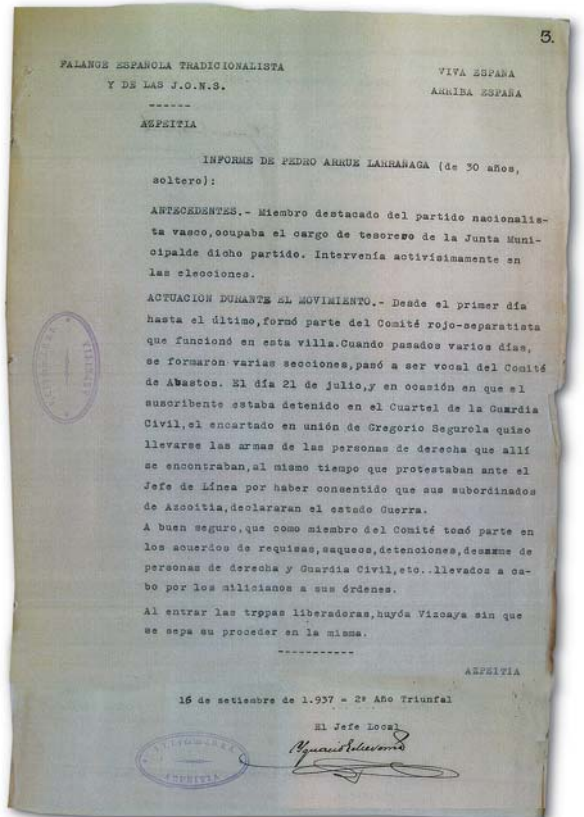 3.
FALANGE ESPAÑOLA TRADICIONALISTA
Y DE LAS J.O.N.S.
------
AZPEITIA
VIVA ESPAÑA
ARRIBA ESPAÑA
INFORME DE PEDRO ARRUE LARRAÑAGA (de 30 años,
soltero):
ANTECEDENTES.- Miembro destacado del partido nacionalis-
ta vasco,ocupaba el cargo de tesorero de la Junta Muni-
cipalde dicho partido. Intervenía activísimamente en
las elecciones.
ACTUACION DURANTE EL MOVIMIENTO.- Desde el primer día
hasta el último,formó parte del Comité rojo-separatista
que funcionó en esta villa.Cuando pasados varios días,
se formaron varias secciones,pasó a ser vocal del Comité
de Abastos. El día 21 de julio,y en ocasión en que el
suscribente estaba detenido en el Cuartel de la Guardia
Civil,el encartado en unión de Gregorio Segurola quiso
llevarse las armas de las personas de derecha que allí
se encontraban,al mismo tiempo que protestaban ante el
Jefe de Línea por haber consentido que sus subordinados
de Azcoitia,declararan el estado Guerra.
A buen seguro,que como miembro del Comité tomó parte en
los acuerdos de requisas,saqueos,detenciones,desarme de
personas de derecha y Guardia Civil,etc..llevados a ca-
bo por los milicianos a sus órdenes.
Al entrar las tropas liberadoras,huyóa Vizcaya sin que
se sepa su proceder en la misma.
-----------
AZPEITIA
16 de setiembre de 1.937 = 2º Año Triunfal
El Jefe Local
Ygnacio Echeverria
AZPEITIA